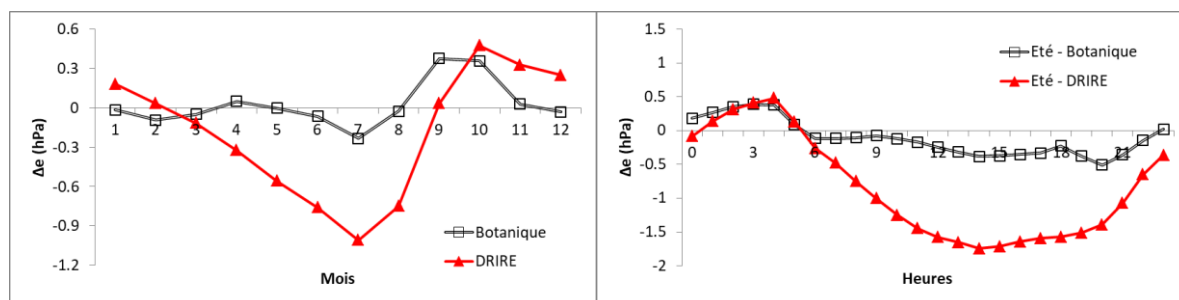 0.6
0.3
0
-0.3
-0.6
-0.9
-1.2
Δe (hPa)
1 2 3 4 5 6 7 8 9 10 11 12
Mois
Botanique
DRIRE
1.5
1
0.5
0
-0.5
-1
-1.5
-2
Δe (hPa)
0 3 6 9 12 15 18 21
Heures
Eté - Botanique
Eté - DRIRE